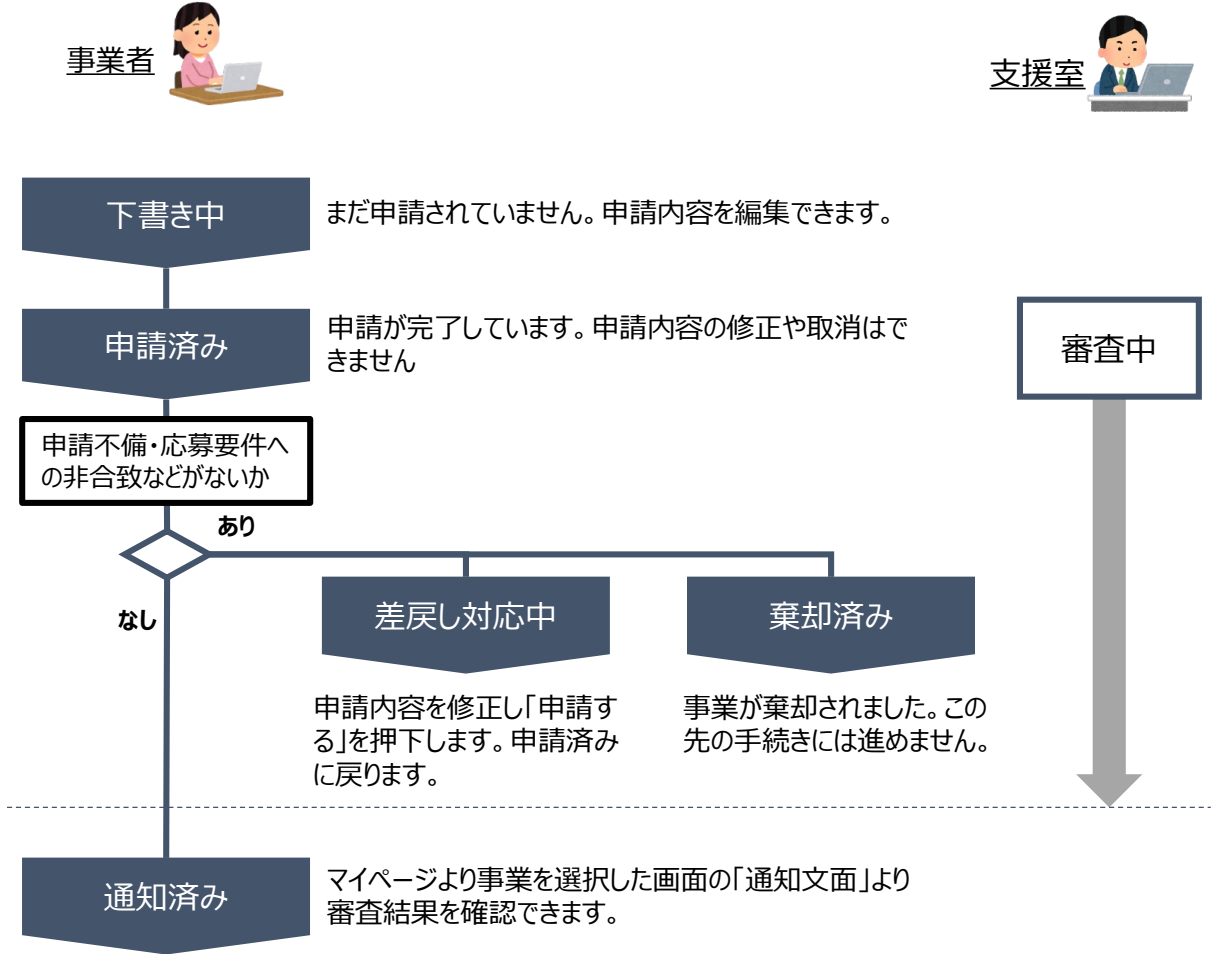 事業者
支援室
下書き中
まだ申請されていません。申請内容を編集できます。
申請済み
申請が完了しています。申請内容の修正や取消はで
きません
審査中
申請不備・応募要件へ
の非合致などがないか
あり
なし
差戻し対応中
棄却済み
申請内容を修正し「申請す
る」を押下します。申請済み
に戻ります。
事業が棄却されました。この
先の手続きには進めません。
通知済み
マイページより事業を選択した画面の「通知文面」より
審査結果を確認できます。